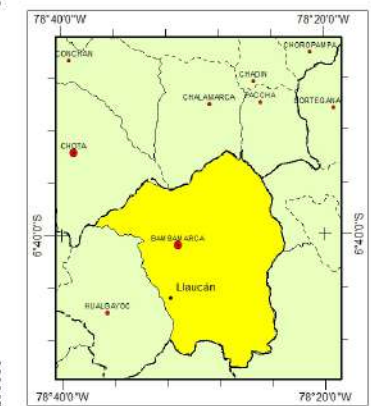 78°40'0"W 78°20'0"W
CONCHAN
CHOROPAMPA
CHADIN
CHALAMARCA
PACCHA
CORTEGANA
CHOTA
6°40'0"S 6°40'0"S
BAMBAMARCA
Llaucán
HUALGAYOC
78°40'0"W 78°20'0"W